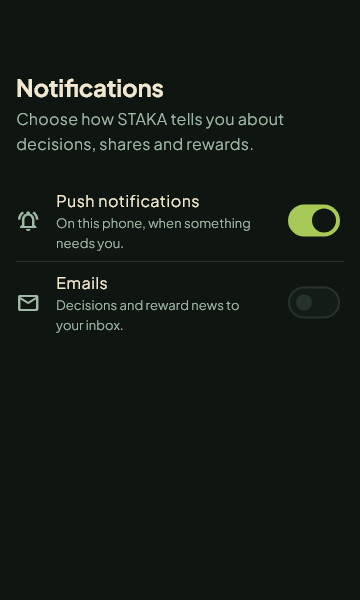 Notifications
Choose how STAKA tells you about
decisions, shares and rewards.
Push notifications
On this phone, when something
needs you.
Emails
Decisions and reward news to
your inbox.